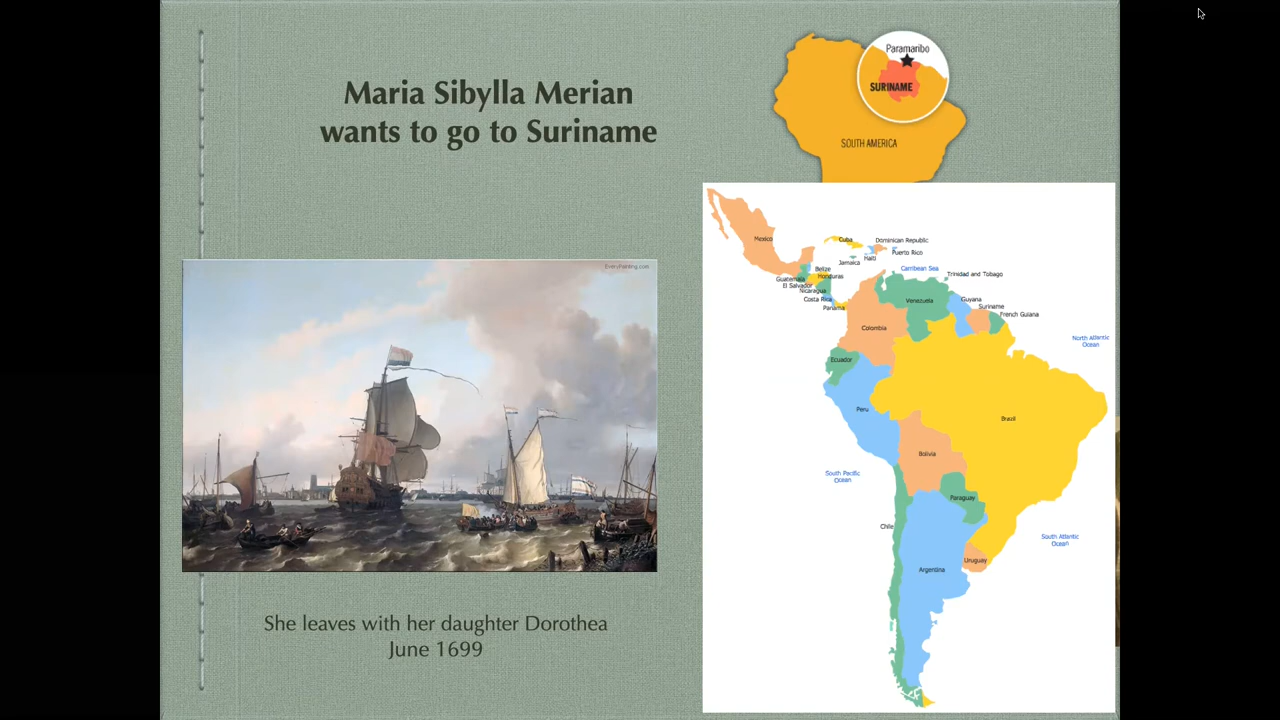 Maria Sibylla Merian
wants to go to Suriname
Paramaribo
SURINAME
SOUTH AMERICA
EveryPainting.com
She leaves with her daughter Dorothea
June 1699
Mexico
Cuba
Dominican Republic
Puerto Rico
Haiti
Jamaica
Belize
Carribean Sea
Trinidad and Tobago
Guatemala
Honduras
El Salvador
Nicaragua
Costa Rica
Panama
Venezuela
Guyana
Suriname
French Guiana
Colombia
North Atlantic
Ocean
Ecuador
Peru
Brazil
Bolivia
South Pacific
Ocean
Paraguay
Chile
South Atlantic
Ocean
Uruguay
Argentina